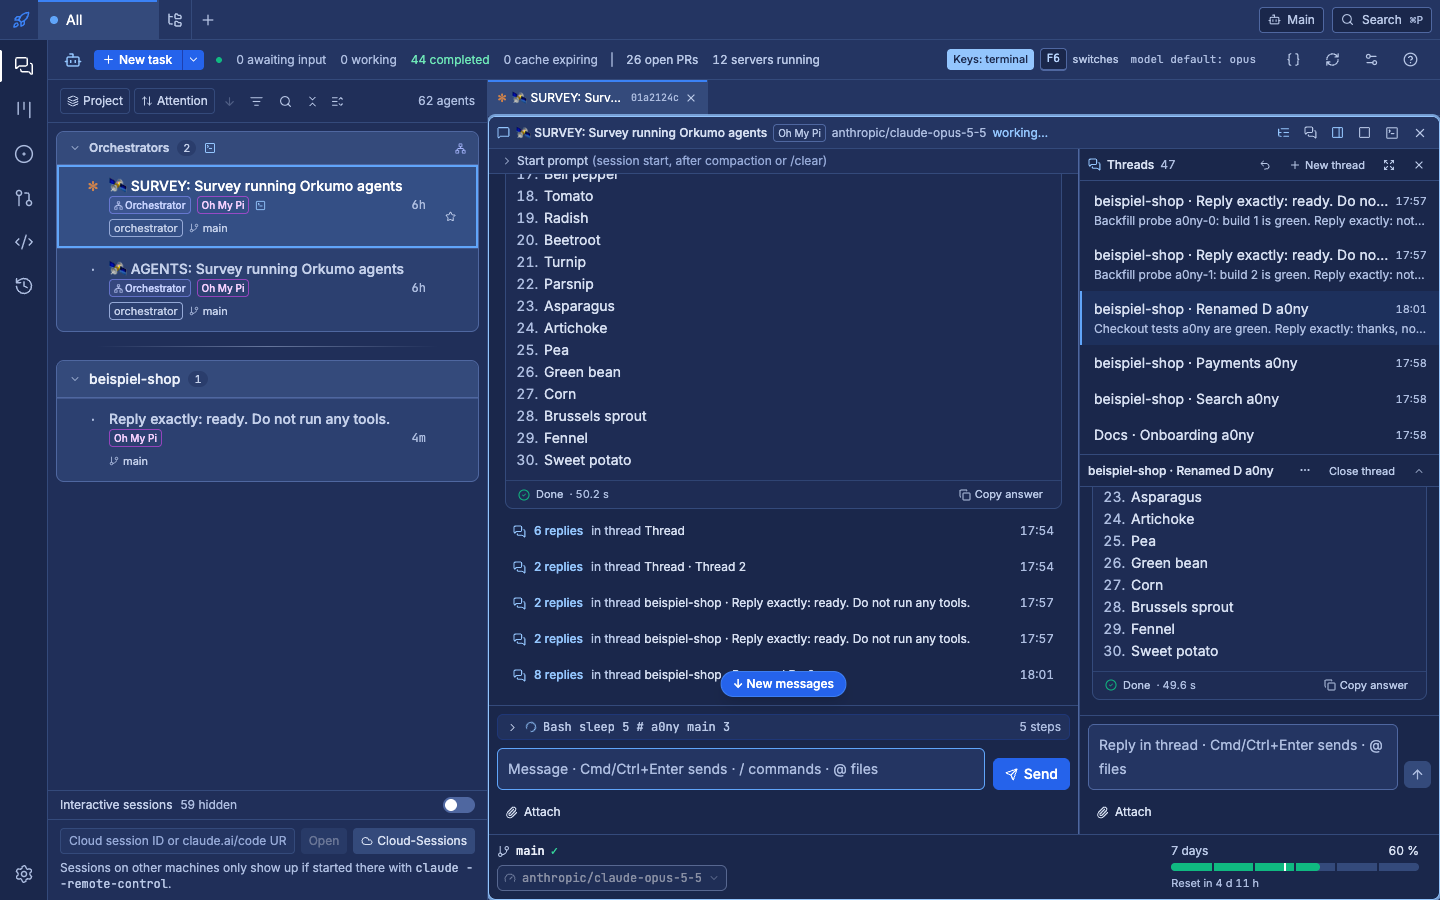 All
Main
Search ⌘P
+ New task
0 awaiting input
0 working
44 completed
0 cache expiring
26 open PRs
12 servers running
Keys: terminal
F6
switches
model default: opus
Project
Attention
62 agents
Orchestrators 2
SURVEY: Survey running Orkumo agents
Orchestrator
Oh My Pi
6h
orchestrator
main
AGENTS: Survey running Orkumo agents
Orchestrator
Oh My Pi
6h
orchestrator
main
beispiel-shop 1
Reply exactly: ready. Do not run any tools.
Oh My Pi
4m
main
Interactive sessions 59 hidden
Cloud session ID or claude.ai/code UR
Open
Cloud-Sessions
Sessions on other machines only show up if started there with claude -
-remote-control.
SURVEY: Surv... 01a2124c
SURVEY: Survey running Orkumo agents Oh My Pi anthropic/claude-opus-5-5 working...
Start prompt (session start, after compaction or /clear)
17. Bell pepper
18. Tomato
19. Radish
20. Beetroot
21. Turnip
22. Parsnip
23. Asparagus
24. Artichoke
25. Pea
26. Green bean
27. Corn
28. Brussels sprout
29. Fennel
30. Sweet potato
Done · 50.2 s
Copy answer
6 replies in thread Thread 17:54
2 replies in thread Thread · Thread 2 17:54
2 replies in thread beispiel-shop · Reply exactly: ready. Do not run any tools. 17:57
2 replies in thread beispiel-shop · Reply exactly: ready. Do not run any tools. 17:57
8 replies in thread beispiel-shop 18:01
↓ New messages
Bash sleep 5 # a0ny main 3
5 steps
Message · Cmd/Ctrl+Enter sends · / commands · @ files
Send
Attach
main ✓
anthropic/claude-opus-5-5
Threads 47
+ New thread
beispiel-shop · Reply exactly: ready. Do no... 17:57
Backfill probe a0ny-0: build 1 is green. Reply exactly: not...
beispiel-shop · Reply exactly: ready. Do no... 17:57
Backfill probe a0ny-1: build 2 is green. Reply exactly: not...
beispiel-shop · Renamed D a0ny 18:01
Checkout tests a0ny are green. Reply exactly: thanks, no...
beispiel-shop · Payments a0ny 17:58
beispiel-shop · Search a0ny 17:58
Docs · Onboarding a0ny 17:58
beispiel-shop · Renamed D a0ny
Close thread
23. Asparagus
24. Artichoke
25. Pea
26. Green bean
27. Corn
28. Brussels sprout
29. Fennel
30. Sweet potato
Done · 49.6 s
Copy answer
Reply in thread · Cmd/Ctrl+Enter sends · @
files
Attach
7 days 60 %
Reset in 4 d 11 h